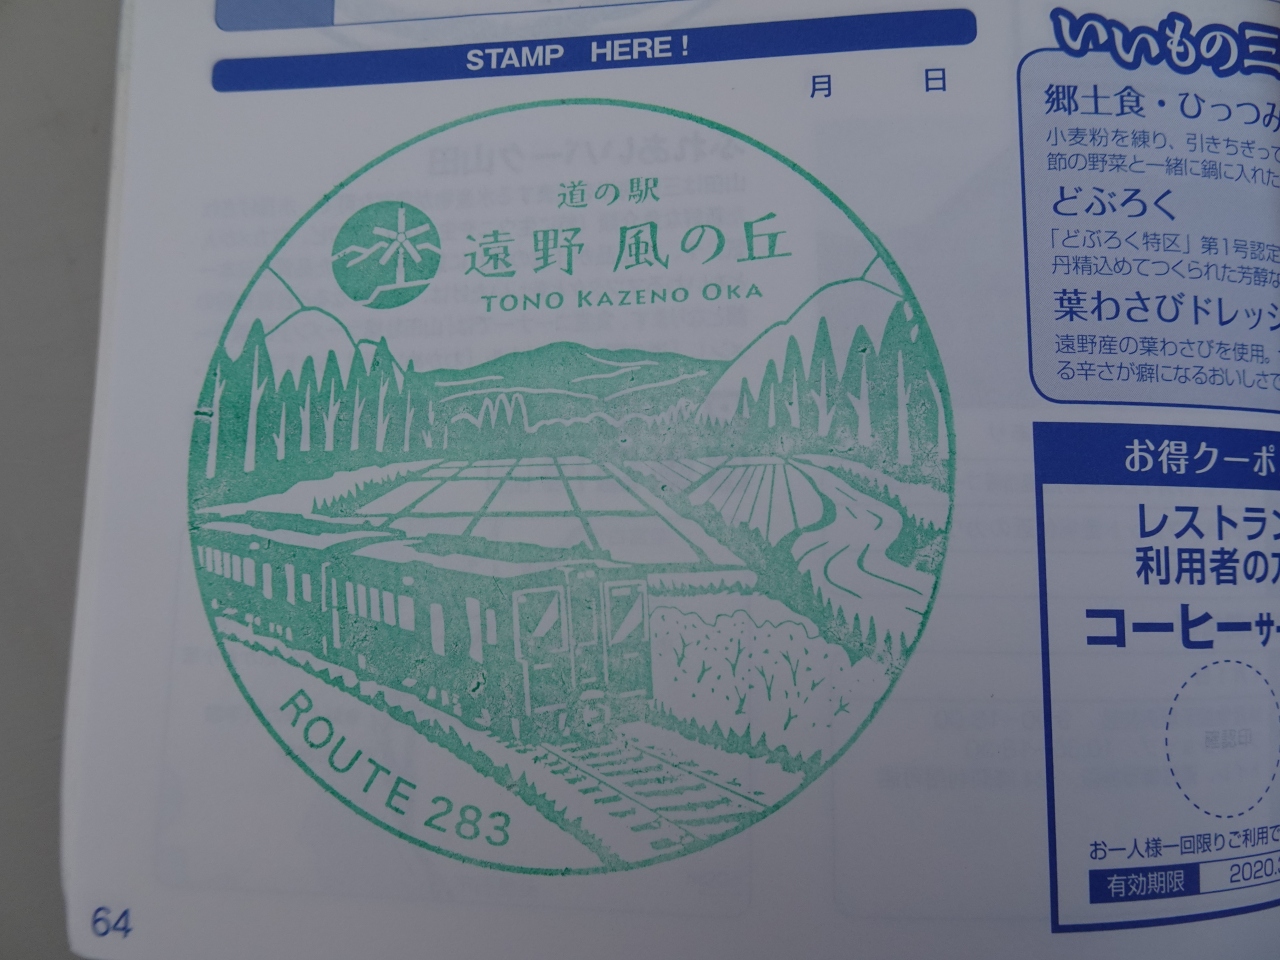 STAMP HERE!
月 日
道の駅
遠野 風の丘
TONO KAZENO OKA
ROUTE 283
64
いいもの三
郷土食・ひっつみ
小麦粉を練り、引きちぎって
節の野菜と一緒に鍋に入れた
どぶろく
「どぶろく特区」第1号認定
丹精込めてつくられた芳醇な
葉わさびドレッシ
遠野産の葉わさびを使用。
る辛さが癖になるおいしさで
お得クーポ
レストラン
利用者の方
コーヒーサー
お一人様一回限りご利用で
有効期限 2020.